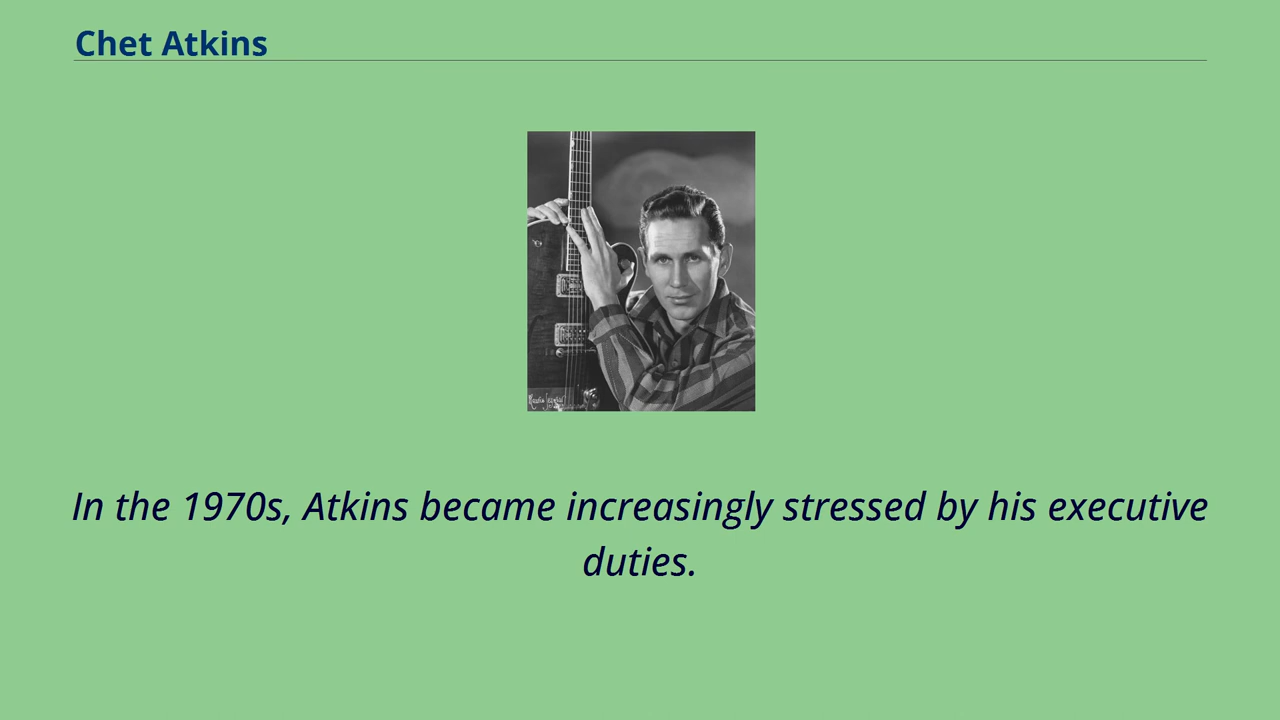 Chet Atkins
In the 1970s, Atkins became increasingly stressed by his executive
duties.